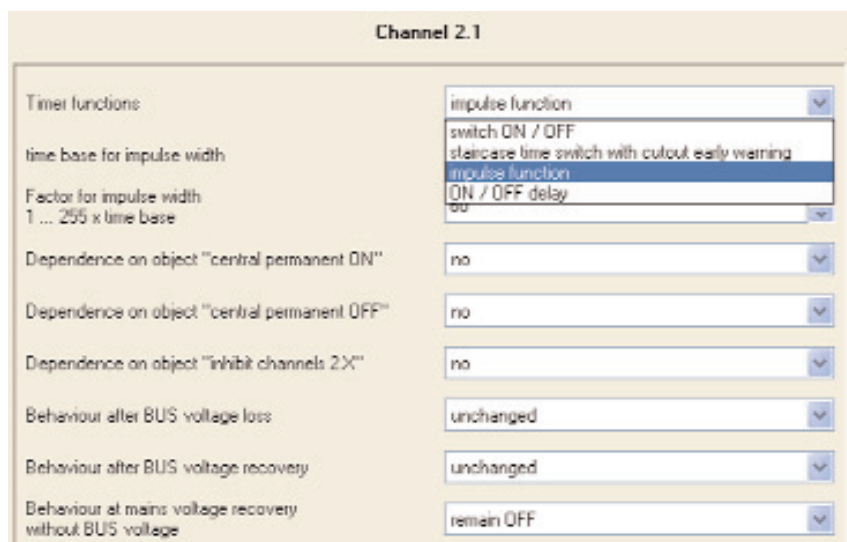 Channel 2.1
Timer functions
impulse function
switch ON / OFF
staircase time switch with cutout early warning
impulse function
ON / OFF delay
time base for impulse width
Factor for impulse width
1 ... 255 x time base
60
Dependence on object "central permanent ON"
no
Dependence on object "central permanent OFF"
no
Dependence on object "inhibit channels 2X"
no
Behaviour after BUS voltage loss
unchanged
Behaviour after BUS voltage recovery
unchanged
Behaviour at mains voltage recovery
without BUS voltage
remain OFF